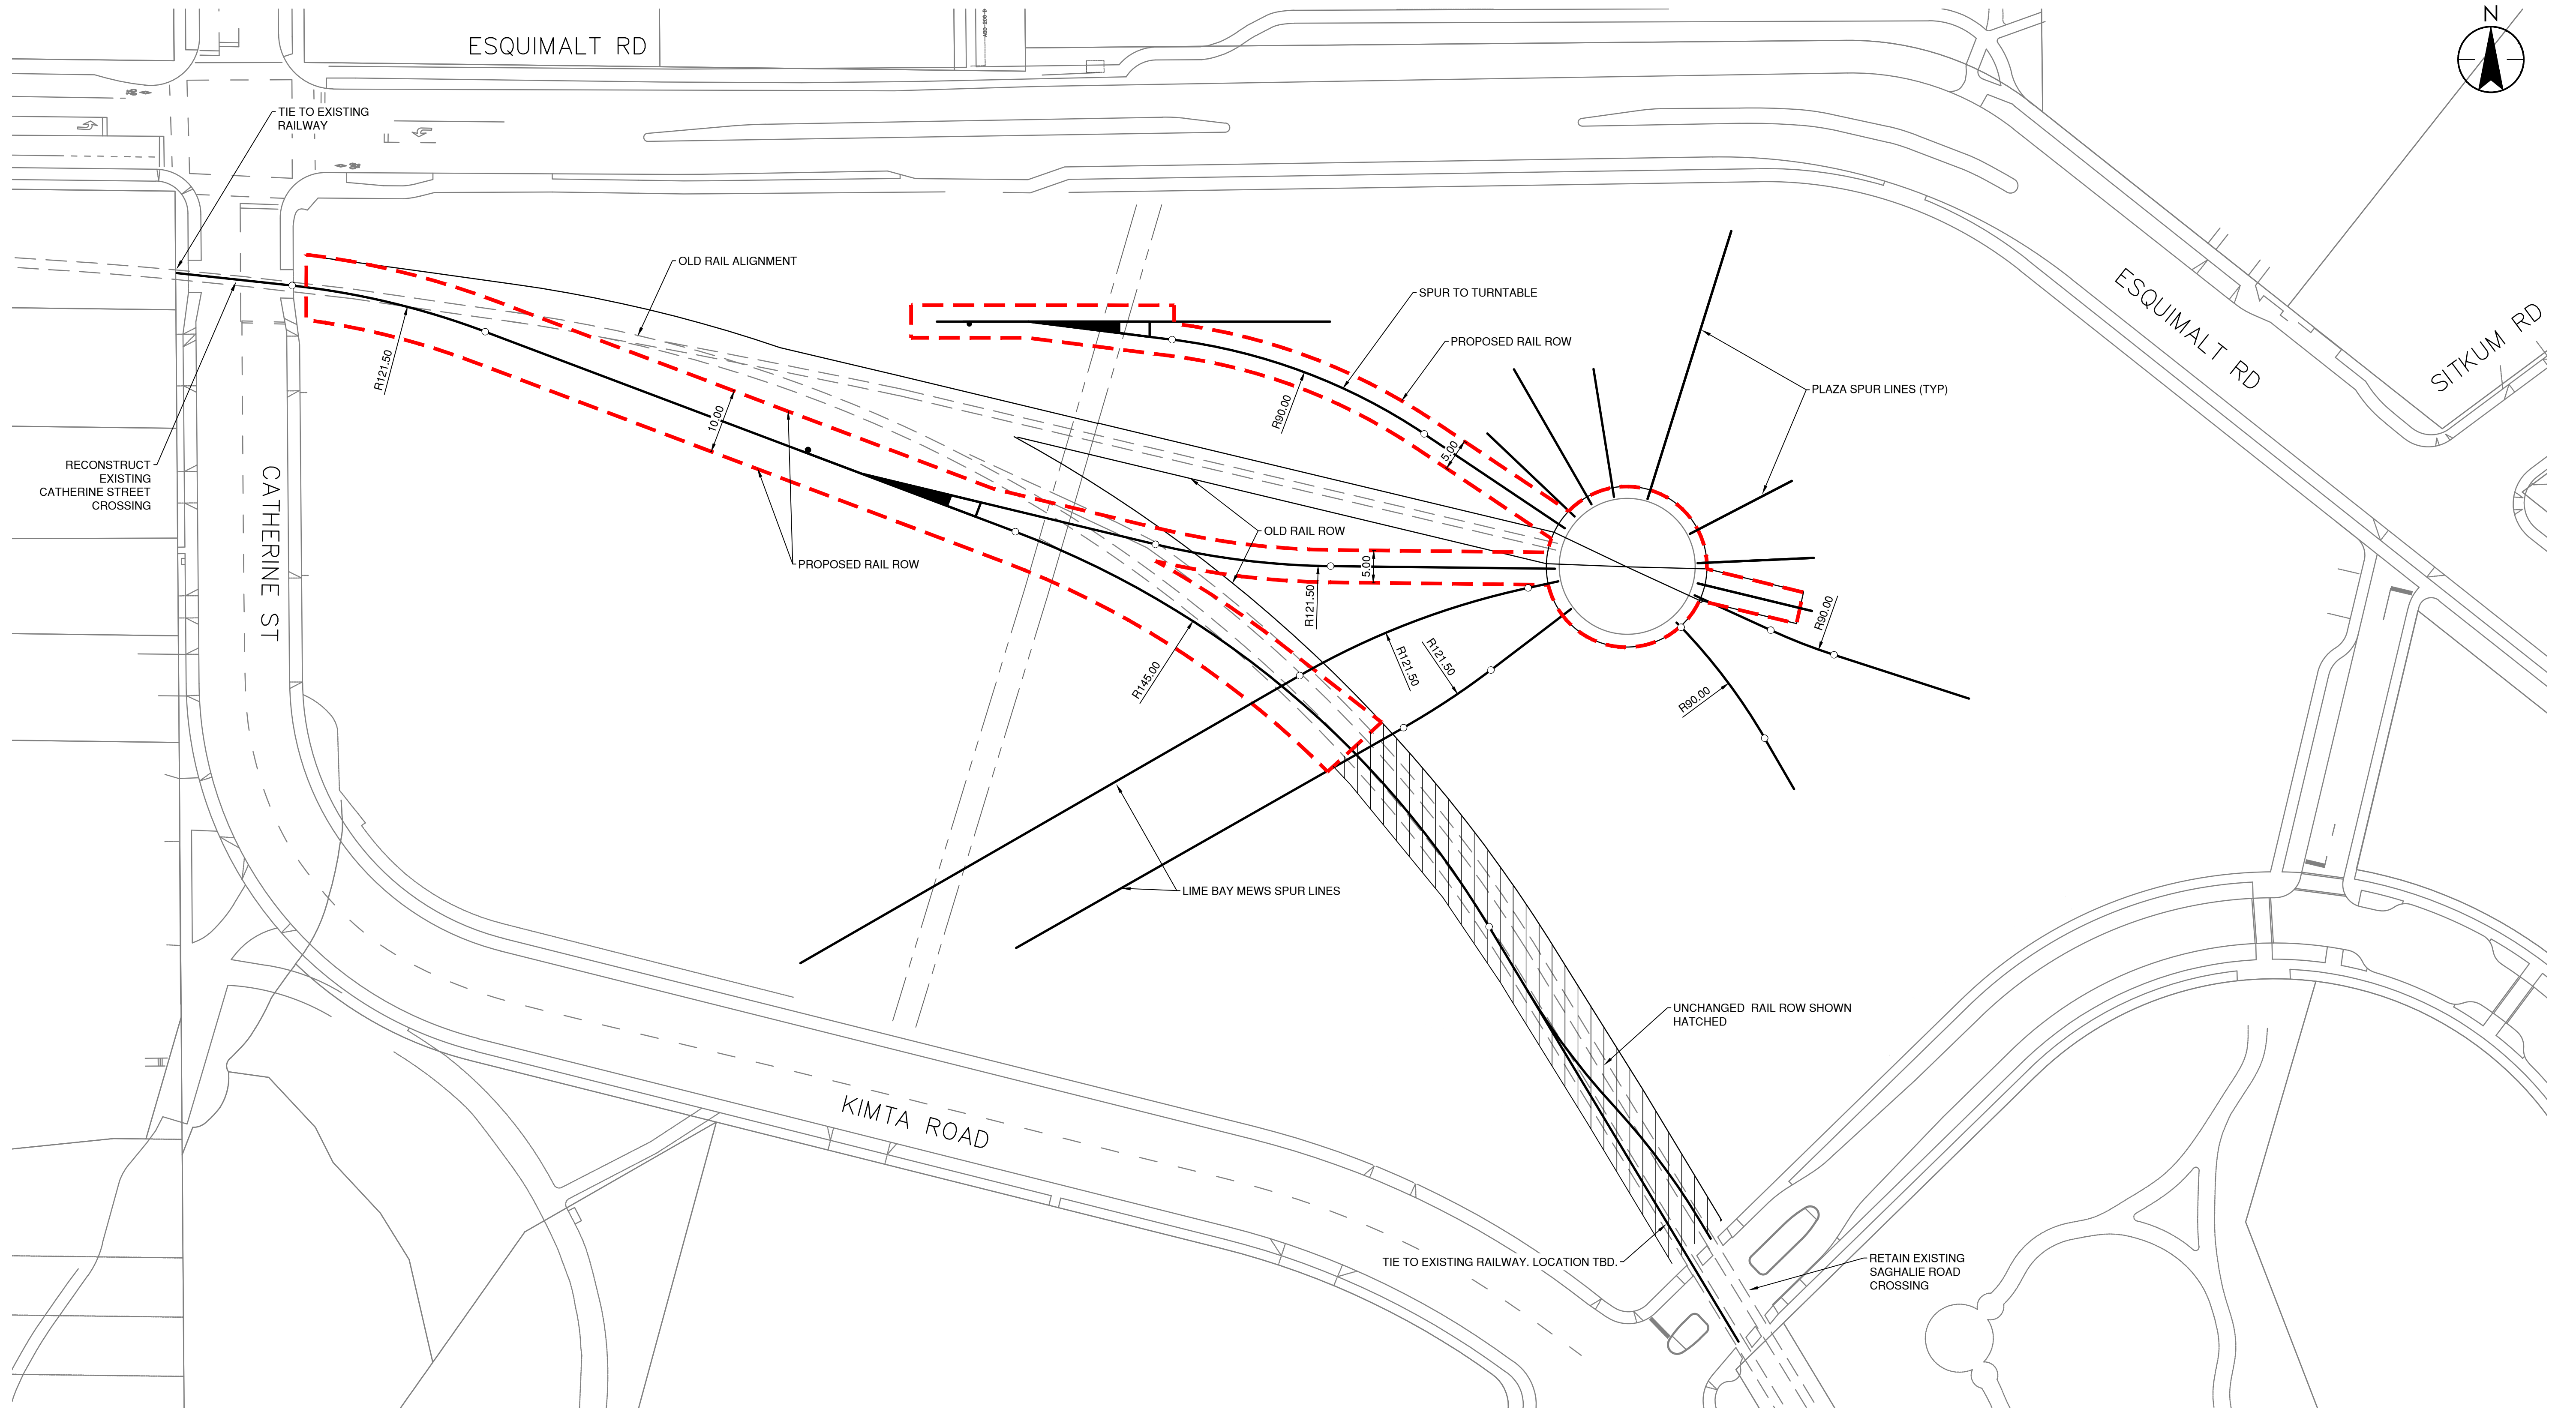 N
ESQUIMALT RD
TIE TO EXISTING
RAILWAY
OLD RAIL ALIGNMENT
SPUR TO TURNTABLE
PROPOSED RAIL ROW
ESQUIMALT RD
SITKUM RD
R121.50
10.00
R90.00
5.00
PLAZA SPUR LINES (TYP)
RECONSTRUCT
EXISTING
CATHERINE STREET
CROSSING
CATHERINE ST
OLD RAIL ROW
PROPOSED RAIL ROW
5.00
R121.50
R90.00
R145.00
R121.50
R121.50
R90.00
LIME BAY MEWS SPUR LINES
UNCHANGED RAIL ROW SHOWN
HATCHED
KIMTA ROAD
TIE TO EXISTING RAILWAY. LOCATION TBD.
RETAIN EXISTING
SAGHALIE ROAD
CROSSING